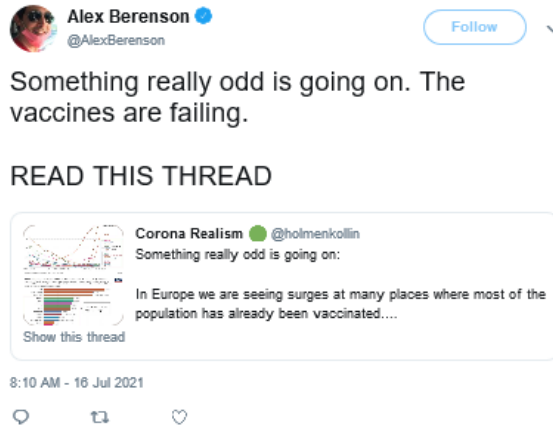 Alex Berenson
@AlexBerenson
Follow
Something really odd is going on. The
vaccines are failing.
READ THIS THREAD
Corona Realism @holmenkollin
Something really odd is going on:
In Europe we are seeing surges at many places where most of the
population has already been vaccinated....
Show this thread
8:10 AM - 16 Jul 2021